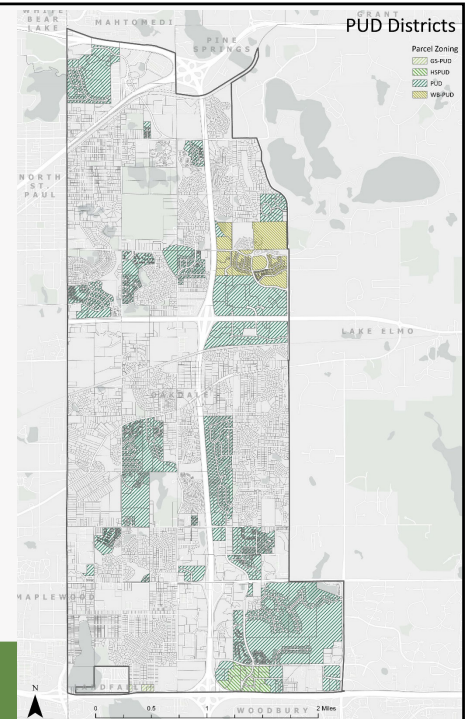 WHITE
BEAR
LAKE
MAHTOMEDI
GRANT
PUD Districts
PINE
SPRINGS
Parcel Zoning
GS-PUD
HSPUD
PUD
WB-PUD
NORTH
ST.
PAUL
LAKE ELMO
OAKDALE
MAPLEWOOD
LANDFALL
N
WOODBURY
0 0.5 1 2 Miles